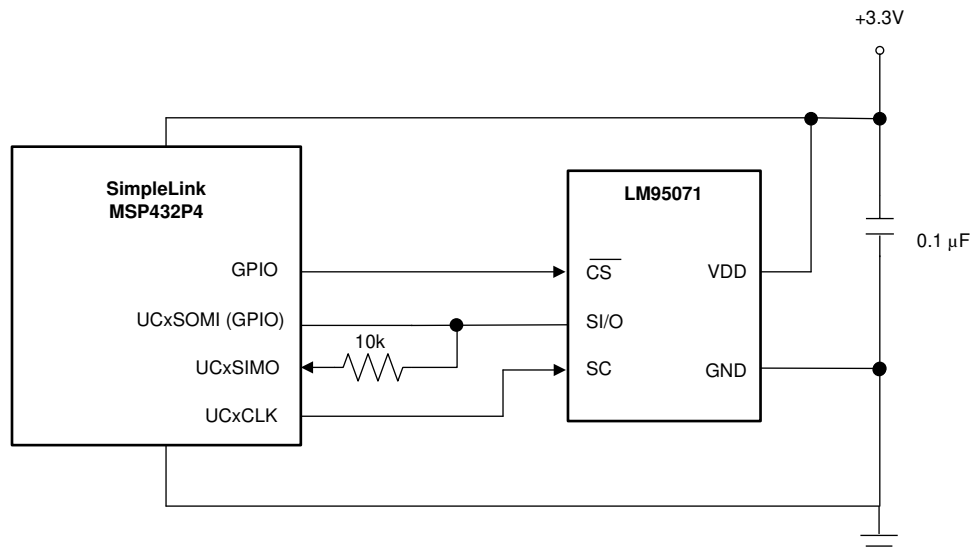 +3.3V
SimpleLink
MSP432P4
LM95071
0.1 μF
GPIO
CS
VDD
UCxSOMI (GPIO)
SI/O
10k
UCxSIMO
SC
GND
UCxCLK